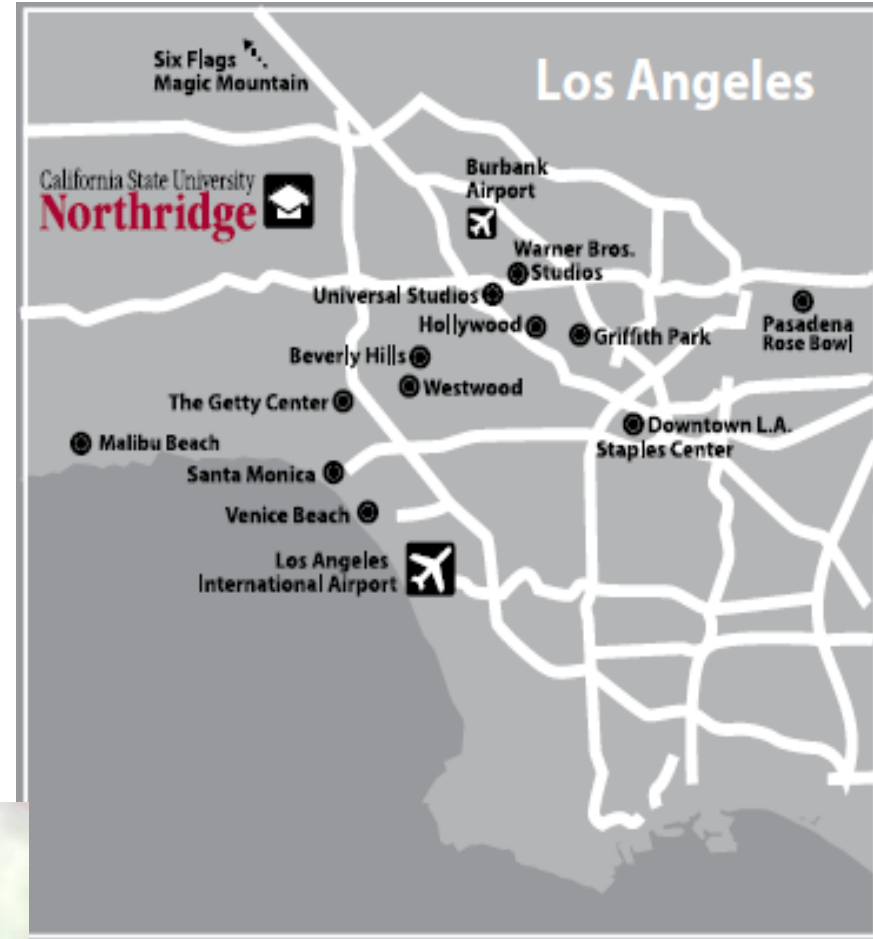 Six Flags
Magic Mountain
Los Angeles
California State University
Northridge
Burbank
Airport
Warner Bros.
Studios
Universal Studios
Hollywood
Griffith Park
Pasadena
Rose Bowl
Beverly Hills
Westwood
The Getty Center
Downtown L.A.
Staples Center
Malibu Beach
Santa Monica
Venice Beach
Los Angeles
International Airport